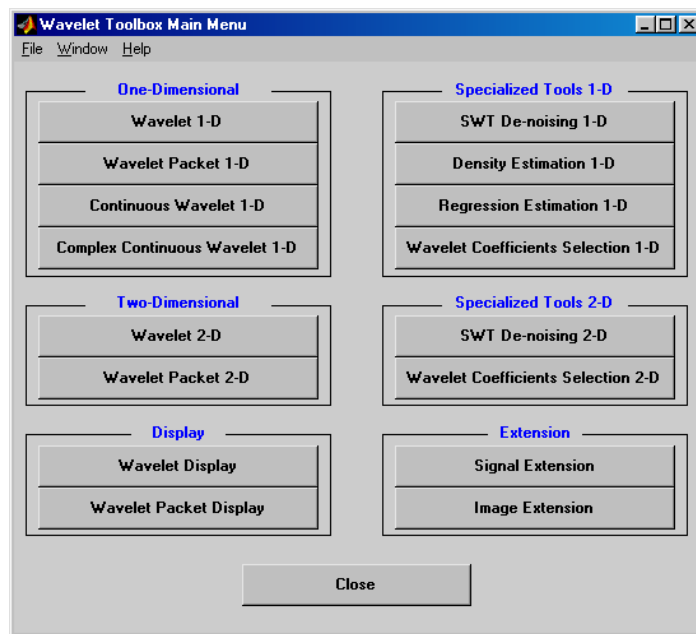 Wavelet Toolbox Main Menu
File Window Help
One-Dimensional
Wavelet 1-D
Wavelet Packet 1-D
Continuous Wavelet 1-D
Complex Continuous Wavelet 1-D
Specialized Tools 1-D
SWT De-noising 1-D
Density Estimation 1-D
Regression Estimation 1-D
Wavelet Coefficients Selection 1-D
Two-Dimensional
Wavelet 2-D
Wavelet Packet 2-D
Specialized Tools 2-D
SWT De-noising 2-D
Wavelet Coefficients Selection 2-D
Display
Wavelet Display
Wavelet Packet Display
Extension
Signal Extension
Image Extension
Close